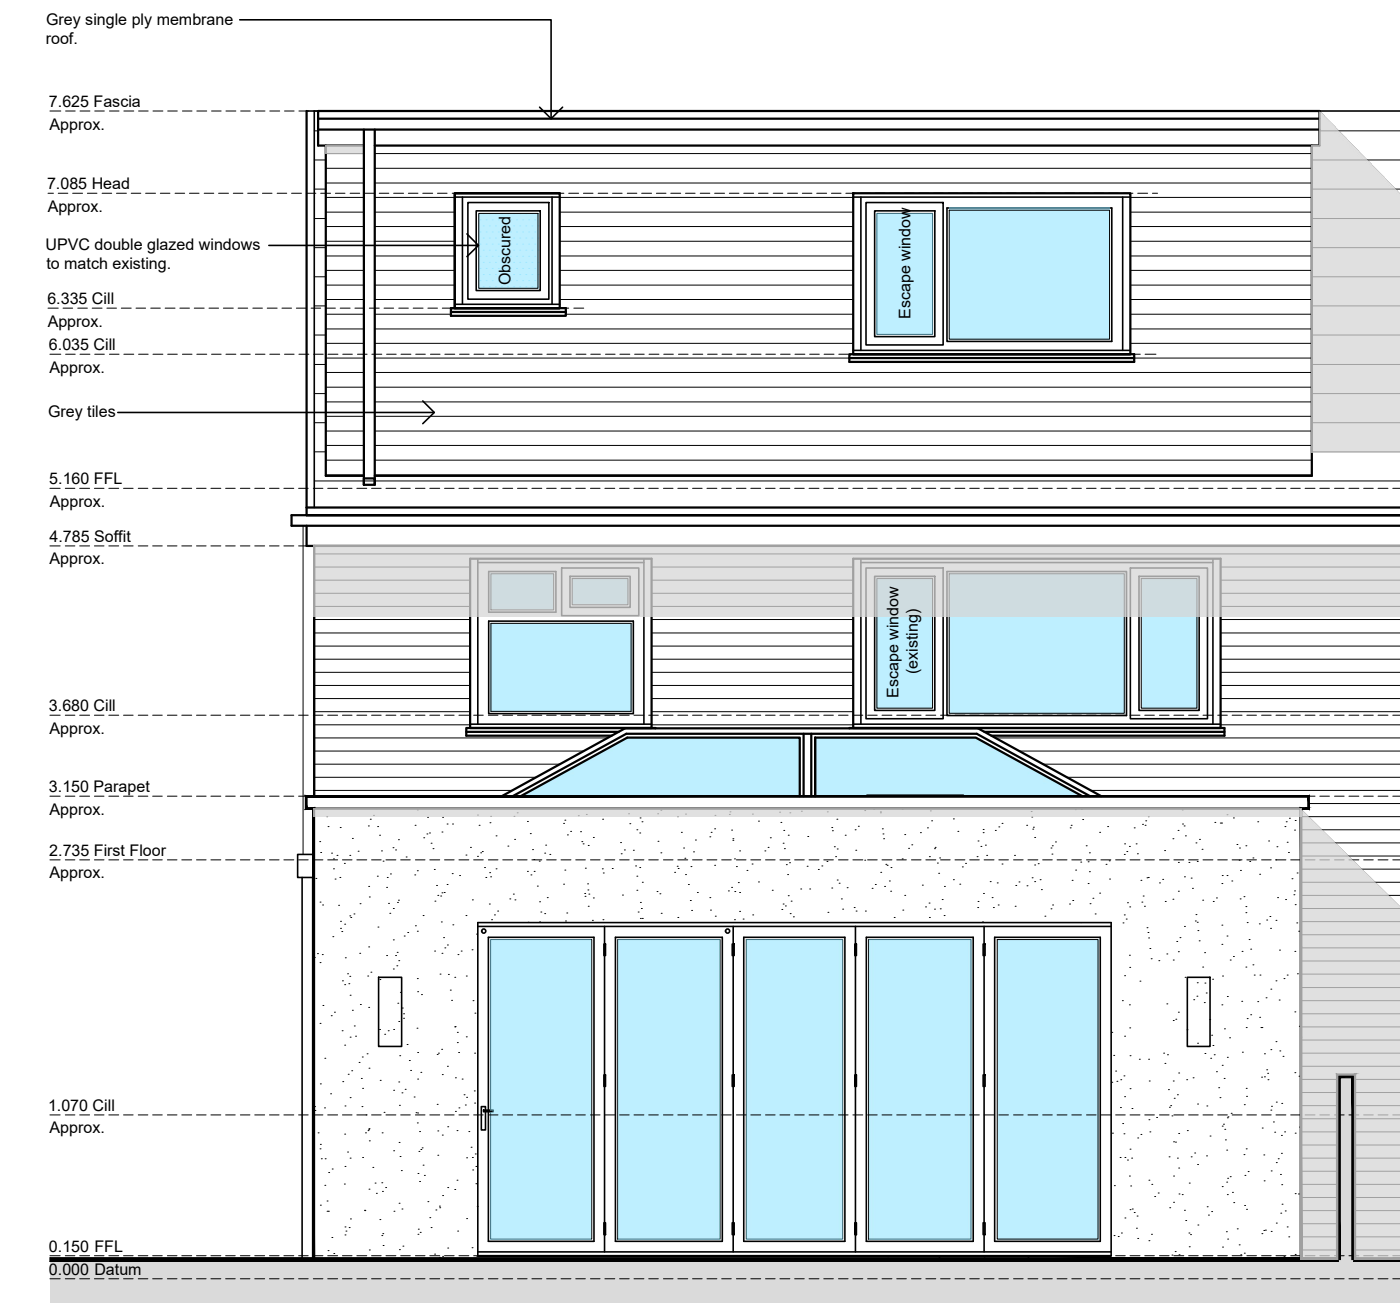 Grey single ply membrane
roof.
7.625 Fascia
Approx.
7.085 Head
Approx.
UPVC double glazed windows
to match existing.
Obscured
Escape window
6.335 Cill
Approx.
6.035 Cill
Approx.
Grey tiles
5.160 FFL
Approx.
4.785 Soffit
Approx.
Escape window
(existing)
3.680 Cill
Approx.
3.150 Parapet
Approx.
2.735 First Floor
Approx.
1.070 Cill
Approx.
0.150 FFL
0.000 Datum